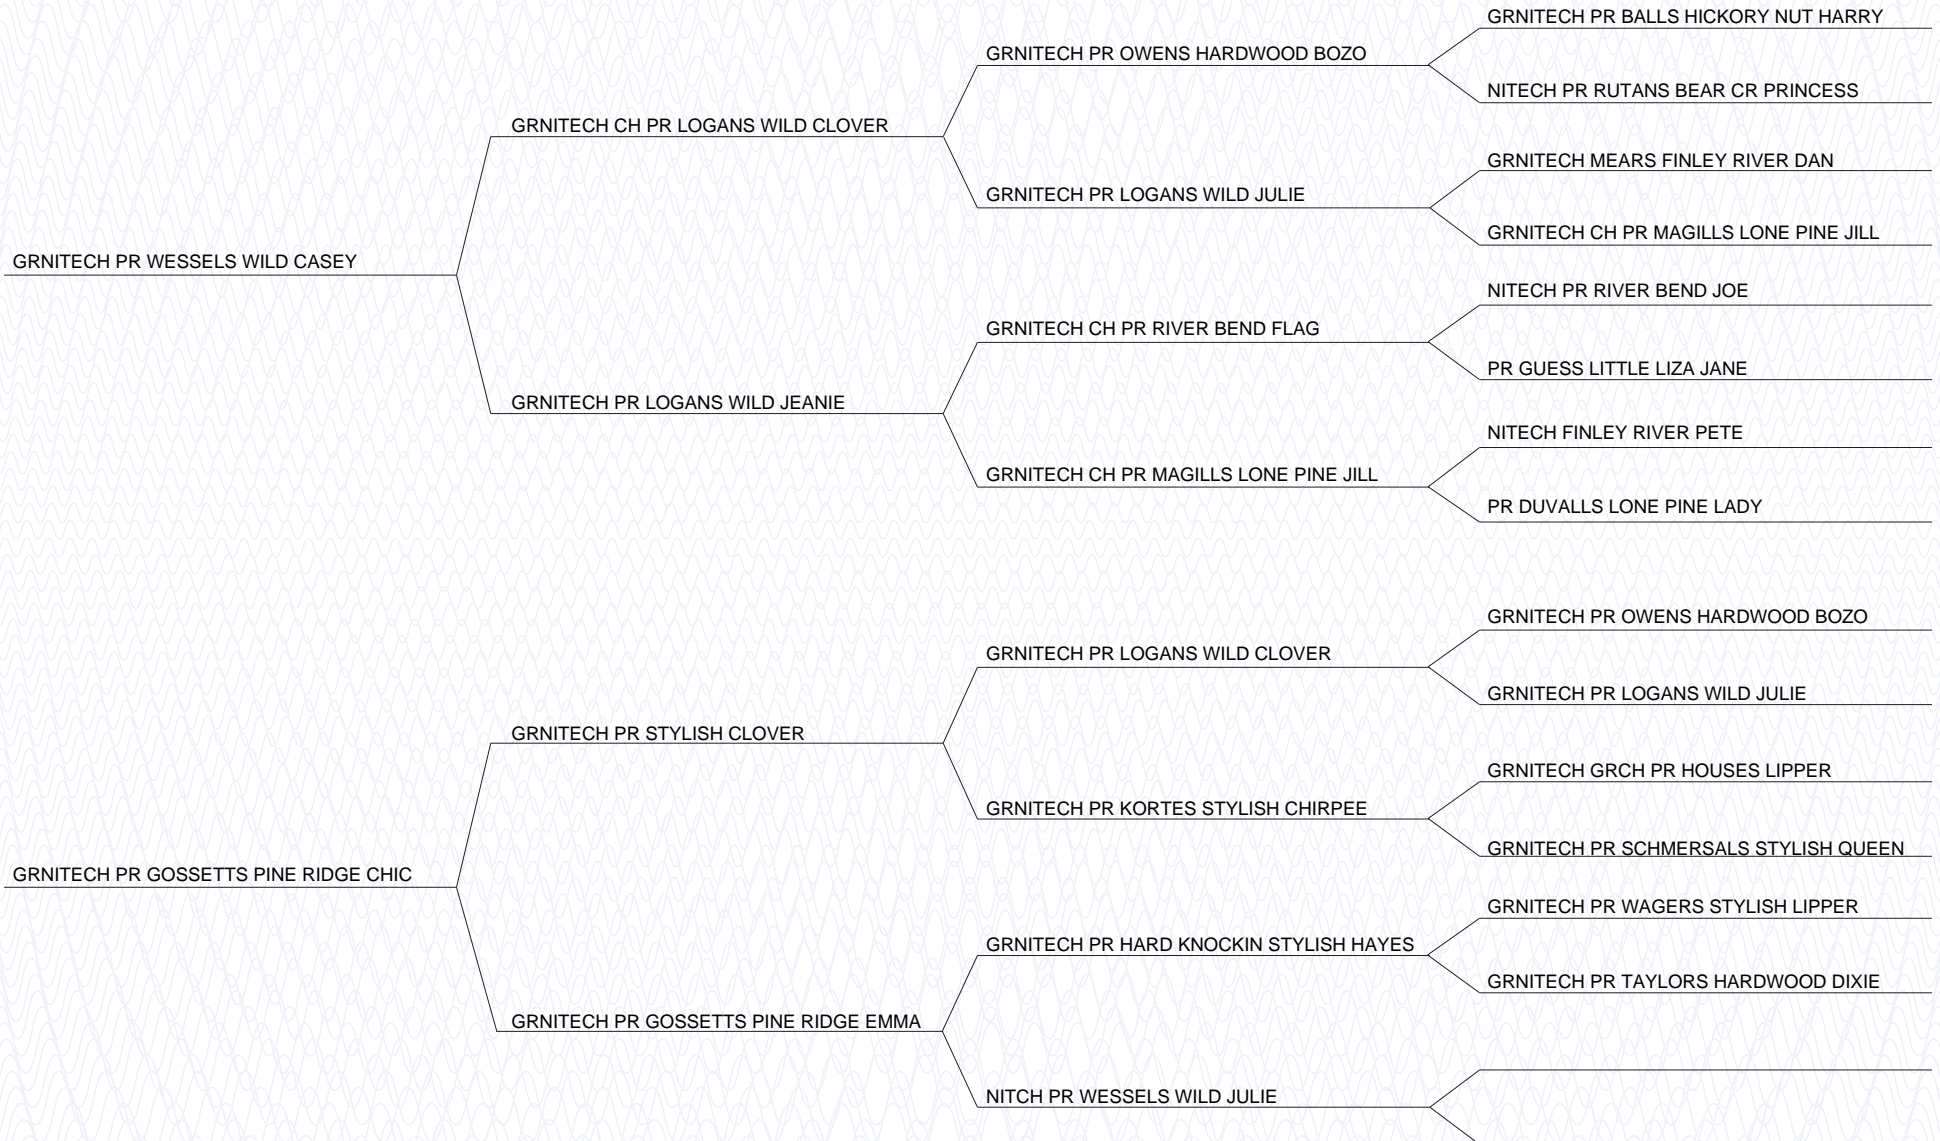 GRNITECH PR BALLS HICKORY NUT HARRY
GRNITECH PR OWENS HARDWOOD BOZO
NITECH PR RUTANS BEAR CR PRINCESS
GRNITECH CH PR LOGANS WILD CLOVER
GRNITECH MEARS FINLEY RIVER DAN
GRNITECH PR LOGANS WILD JULIE
GRNITECH CH PR MAGILLS LONE PINE JILL
GRNITECH PR WESSELS WILD CASEY
NITECH PR RIVER BEND JOE
GRNITECH CH PR RIVER BEND FLAG
PR GUESS LITTLE LIZA JANE
GRNITECH PR LOGANS WILD JEANIE
NITECH FINLEY RIVER PETE
GRNITECH CH PR MAGILLS LONE PINE JILL
PR DUVALLS LONE PINE LADY
GRNITECH PR OWENS HARDWOOD BOZO
GRNITECH PR LOGANS WILD CLOVER
GRNITECH PR LOGANS WILD JULIE
GRNITECH PR STYLISH CLOVER
GRNITECH GRCH PR HOUSES LIPPER
GRNITECH PR KORTES STYLISH CHIRPEE
GRNITECH PR SCHMERSALS STYLISH QUEEN
GRNITECH PR GOSSETTS PINE RIDGE CHIC
GRNITECH PR WAGERS STYLISH LIPPER
GRNITECH PR HARD KNOCKIN STYLISH HAYES
GRNITECH PR TAYLORS HARDWOOD DIXIE
GRNITECH PR GOSSETTS PINE RIDGE EMMA
NITCH PR WESSELS WILD JULIE